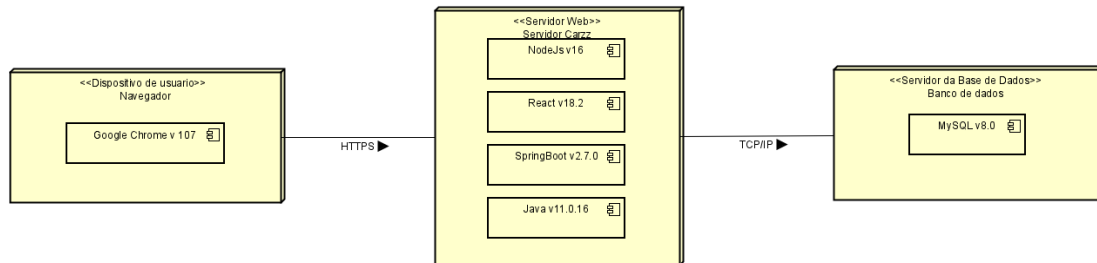 <<Dispositivo de usuario>>
Navegador
Google Chrome v 107
HTTPS
<<Servidor Web>>
Servidor Carzz
NodeJs v16
React v18.2
SpringBoot v2.7.0
Java v11.0.16
TCP/IP
<<Servidor da Base de Dados>>
Banco de dados
MySQL v8.0